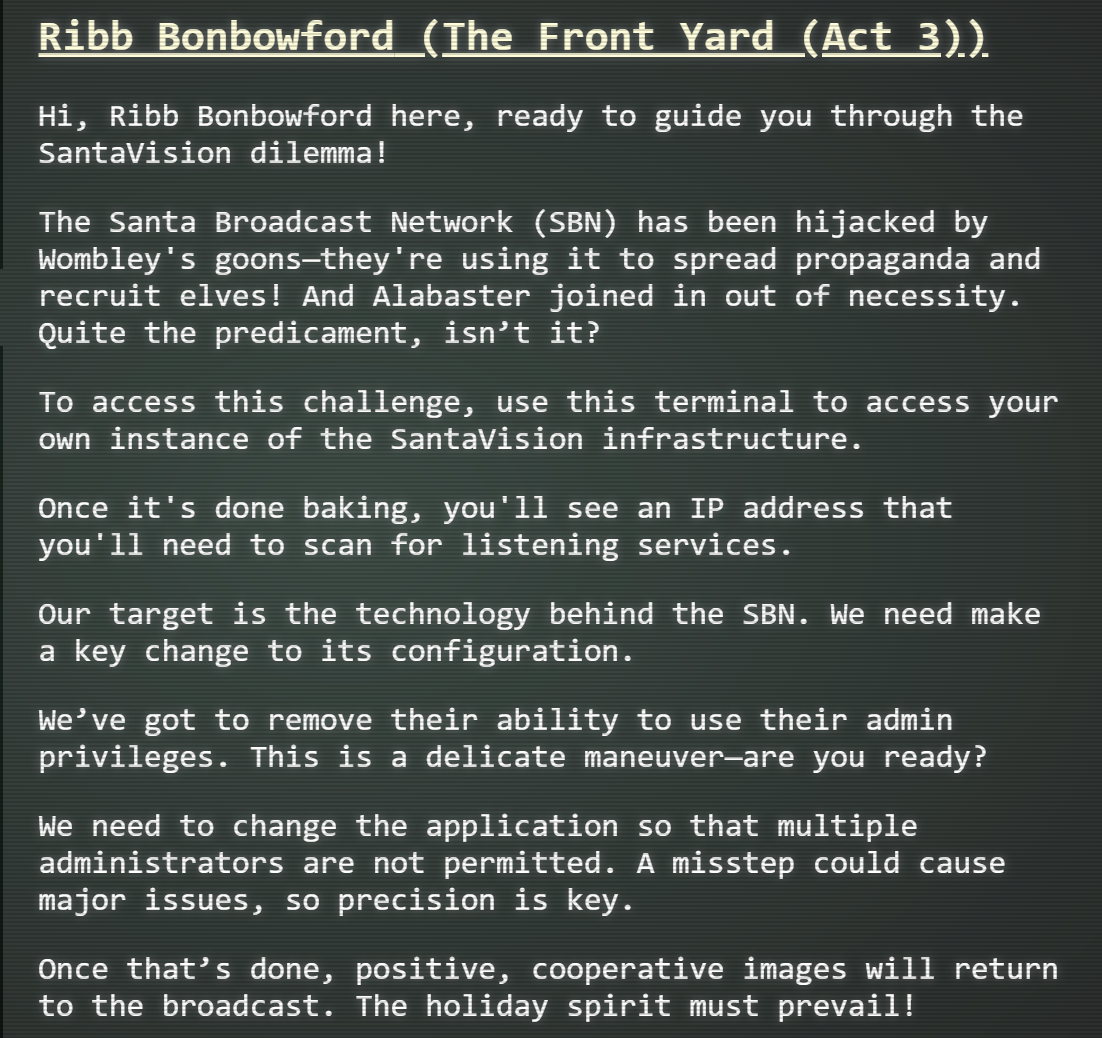 Ribb Bonbowford (The Front Yard (Act 3))
Hi, Ribb Bonbowford here, ready to guide you through the
SantaVision dilemma!
The Santa Broadcast Network (SBN) has been hijacked by
Wombley's goons—they're using it to spread propaganda and
recruit elves! And Alabaster joined in out of necessity.
Quite the predicament, isn’t it?
To access this challenge, use this terminal to access your
own instance of the SantaVision infrastructure.
Once it's done baking, you'll see an IP address that
you'll need to scan for listening services.
Our target is the technology behind the SBN. We need make
a key change to its configuration.
We’ve got to remove their ability to use their admin
privileges. This is a delicate maneuver—are you ready?
We need to change the application so that multiple
administrators are not permitted. A misstep could cause
major issues, so precision is key.
Once that’s done, positive, cooperative images will return
to the broadcast. The holiday spirit must prevail!